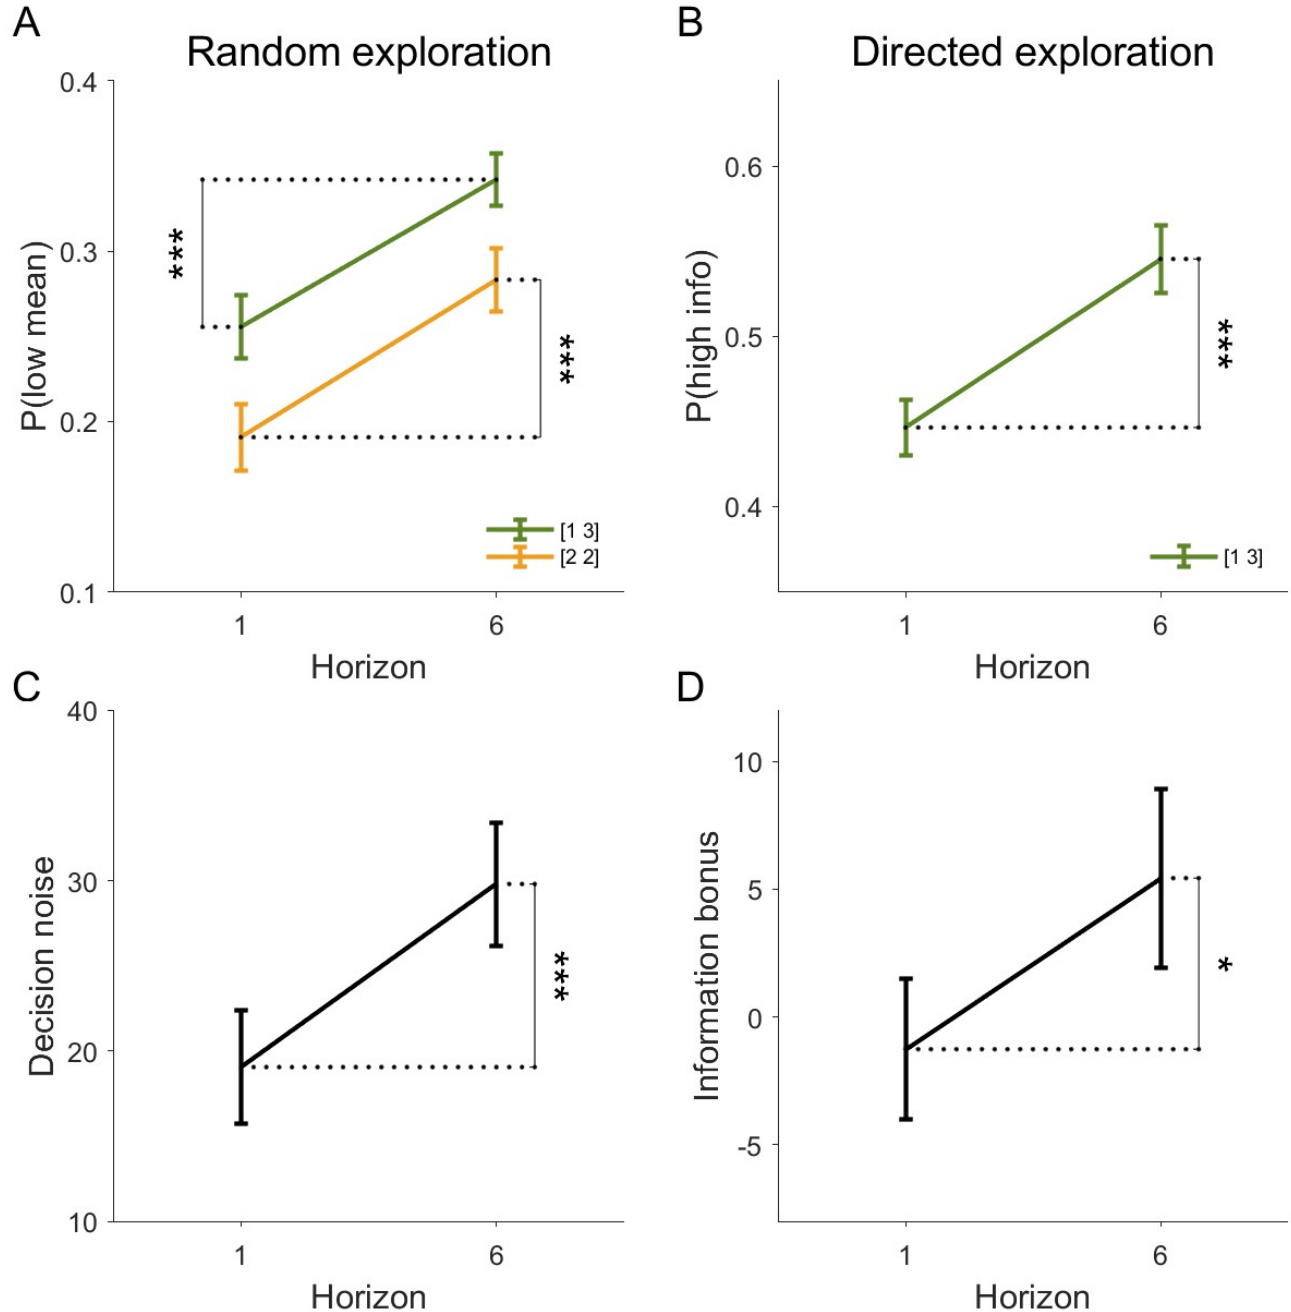 A
Random exploration
0.4
0.3
0.2
0.1
P(low mean)
***
***
[1 3]
[2 2]
1
6
Horizon
B
Directed exploration
0.6
0.5
0.4
P(high info)
***
[1 3]
1
6
Horizon
C
40
30
20
10
Decision noise
***
1
6
Horizon
D
10
5
0
-5
Information bonus
*
1
6
Horizon